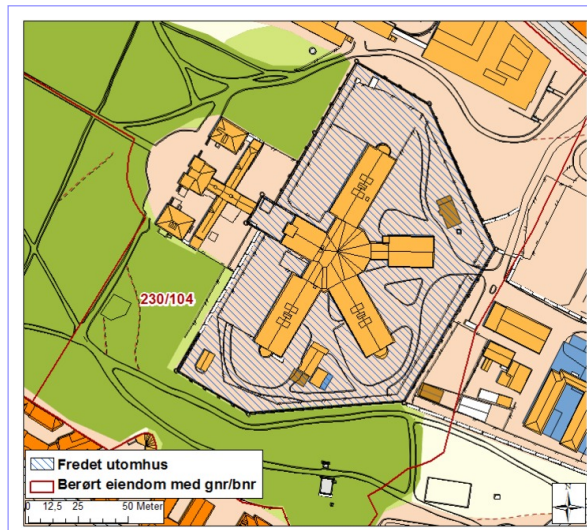 230/104
Fredet utomhus
Berørt eiendom med gnr/bnr
0 12,5 25 50 Meter
N